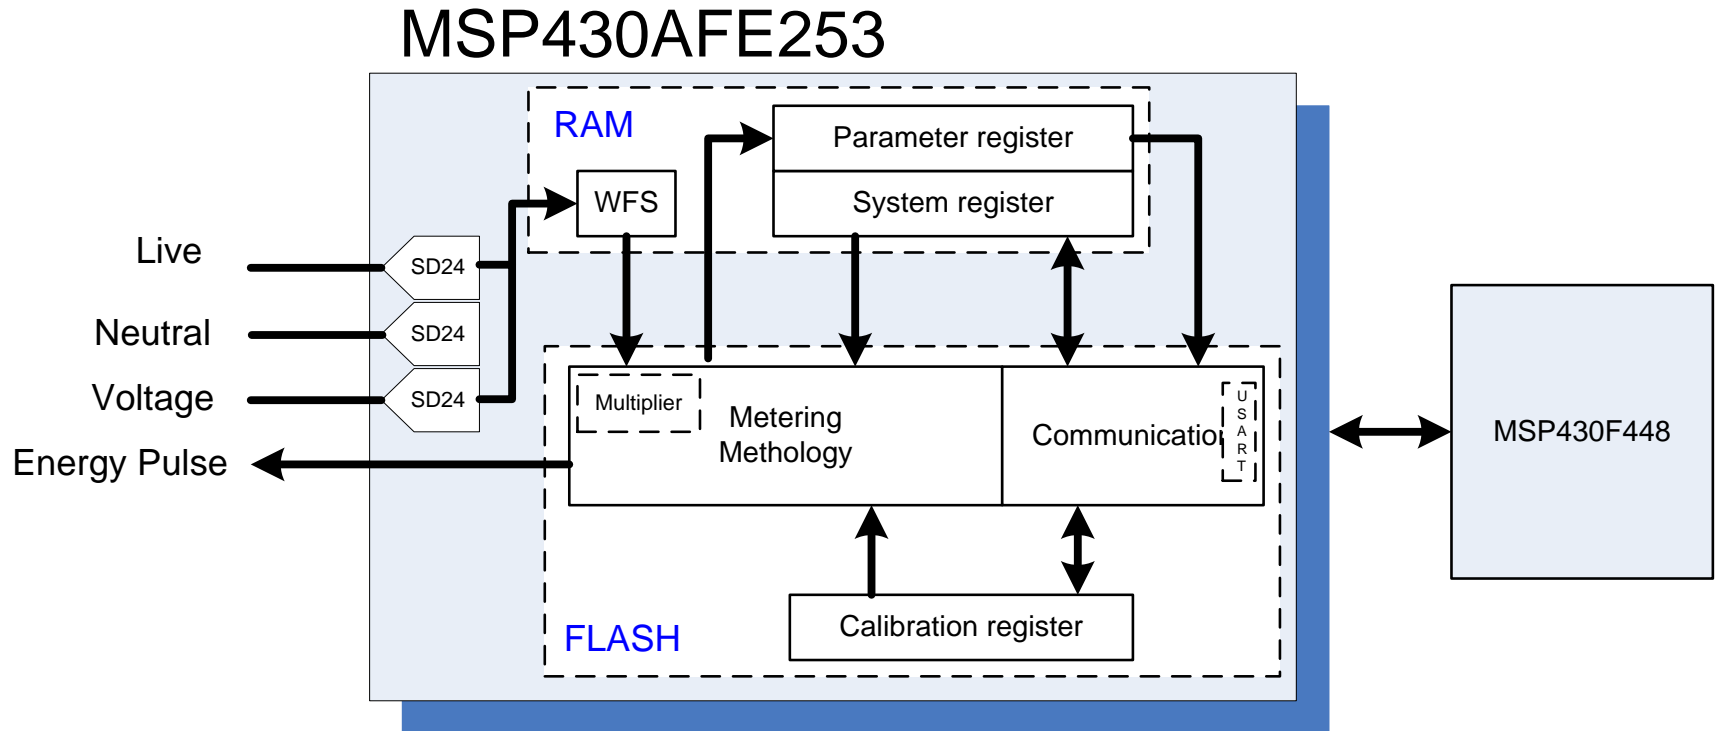 MSP430AFE253
RAM
Parameter register
WFS
System register
Live
SD24
Neutral
SD24
Voltage
SD24
Multiplier
Metering
Methology
Communicatio
U
S
A
R
T
MSP430F448
Energy Pulse
Calibration register
FLASH